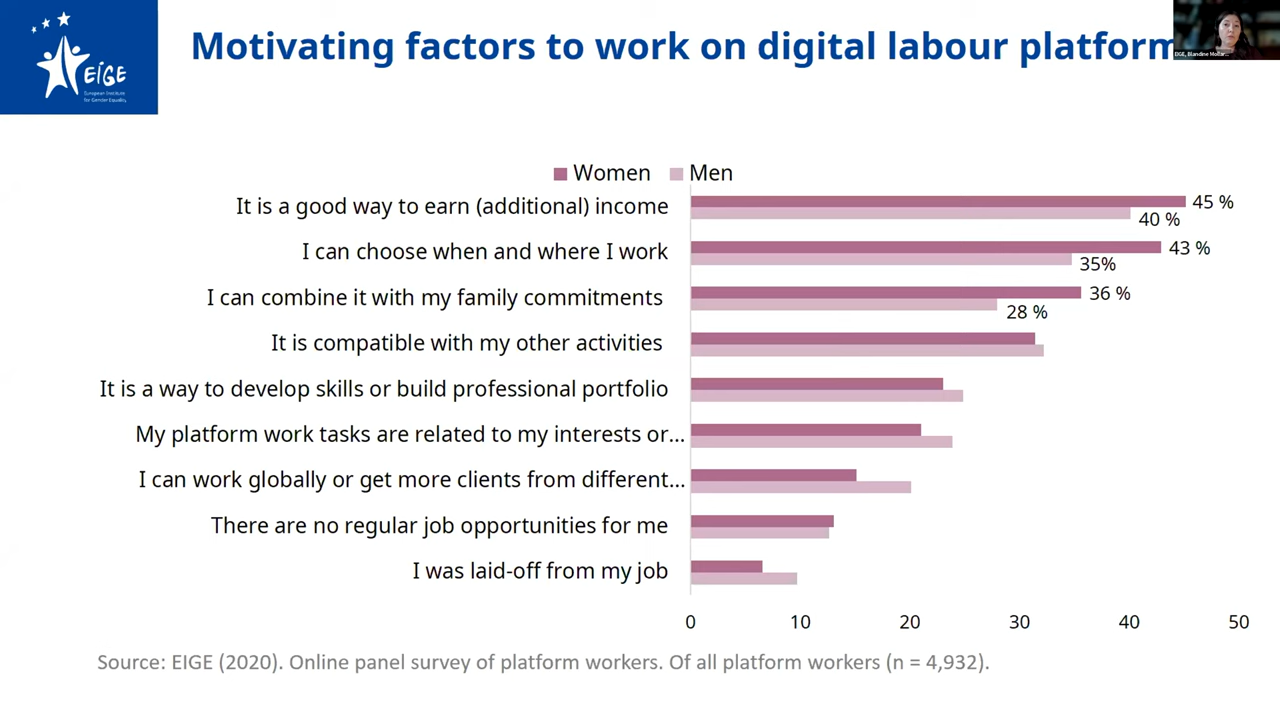 EIGE
European Institute
for Gender Equality
Motivating factors to work on digital labour platform
EIGE, Blandine Mollar...
Women Men
It is a good way to earn (additional) income 45 %
40 %
I can choose when and where I work 43 %
35%
I can combine it with my family commitments 36 %
28 %
It is compatible with my other activities
It is a way to develop skills or build professional portfolio
My platform work tasks are related to my interests or...
I can work globally or get more clients from different...
There are no regular job opportunities for me
I was laid-off from my job
0 10 20 30 40 50
Source: EIGE (2020). Online panel survey of platform workers. Of all platform workers (n = 4,932).